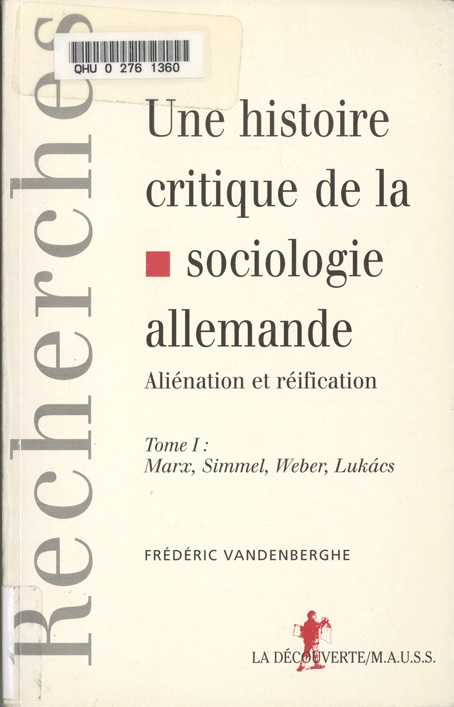 QHU 0 276 1360
Recherches
Une histoire
critique de la
sociologie
allemande
Aliénation et réification
Tome I :
Marx, Simmel, Weber, Lukács
FRÉDÉRIC VANDENBERGHE
LA DÉCOUVERTE/M.A.U.S.S.